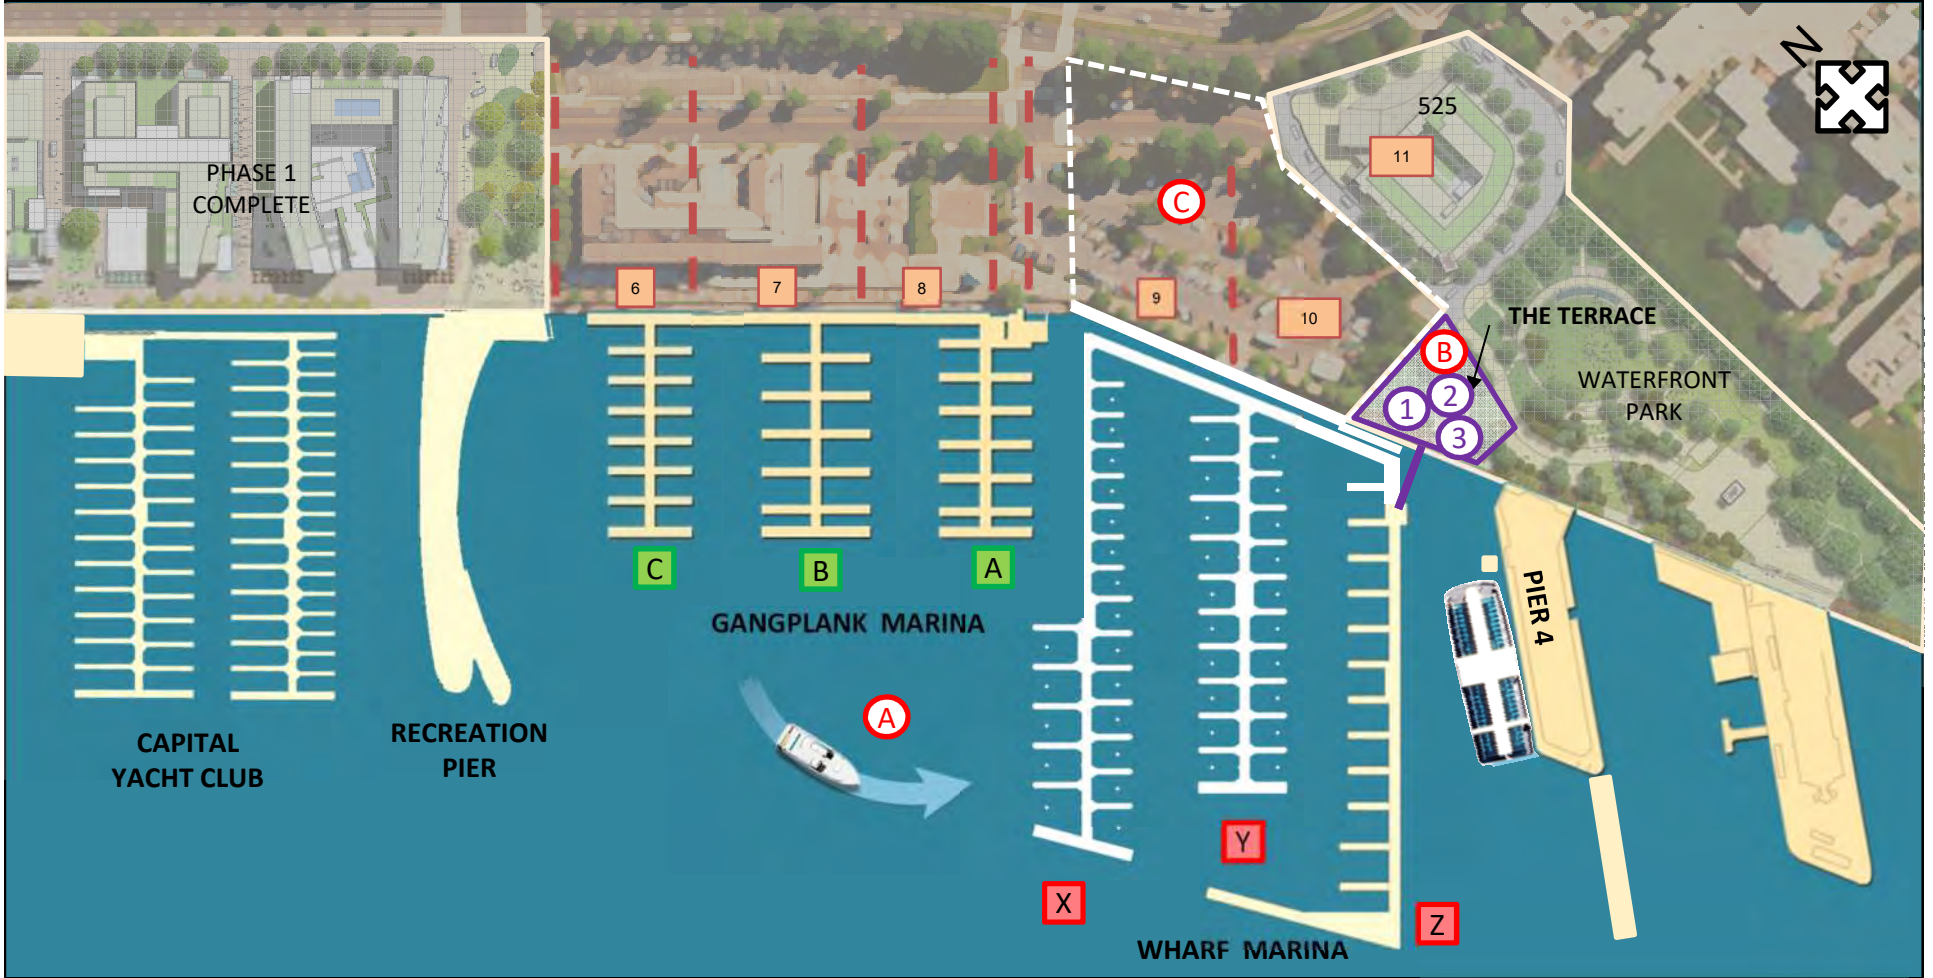 N
525
11
PHASE 1
COMPLETE
C
6
7
8
9
10
THE TERRACE
B
1
2
3
WATERFRONT
PARK
C
B
A
GANGPLANK MARINA
PIER 4
A
CAPITAL
YACHT CLUB
RECREATION
PIER
X
Y
Z
WHARF MARINA